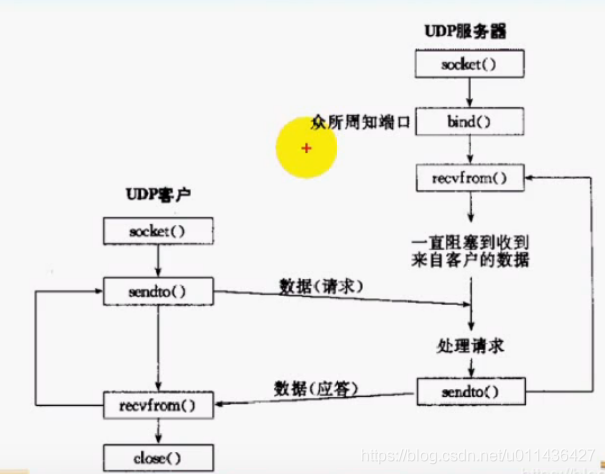 UDP服务器
socket()
众所周知端口
bind()
recvfrom()
一直阻塞到收到
来自客户的数据
UDP客户
socket()
sendto()
数据(请求)
处理请求
sendto()
数据(应答)
recvfrom()
close()
https://blog.csdn.net/u011436427